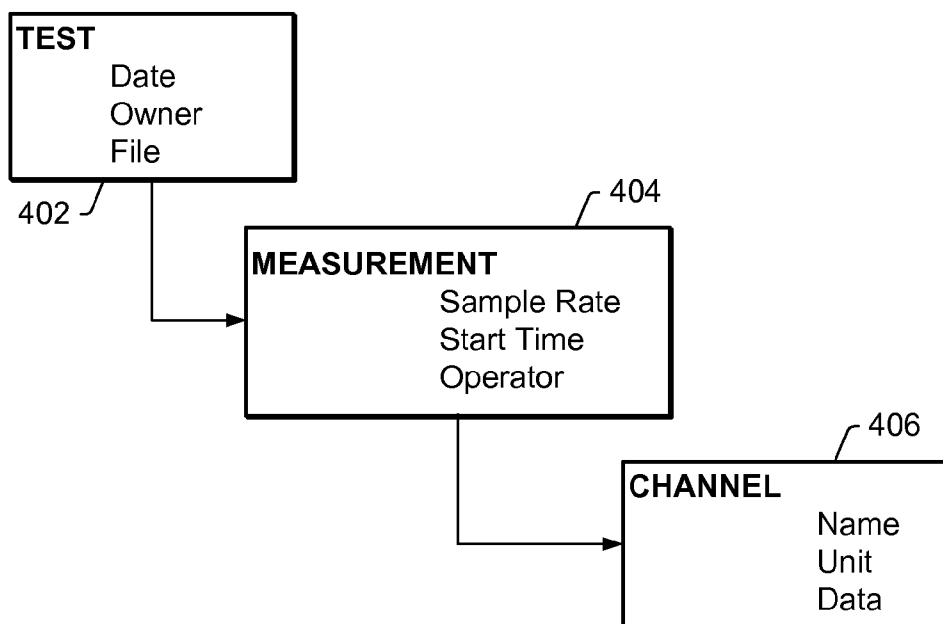 TEST
Date
Owner
File
402
404
MEASUREMENT
Sample Rate
Start Time
Operator
406
CHANNEL
Name
Unit
Data